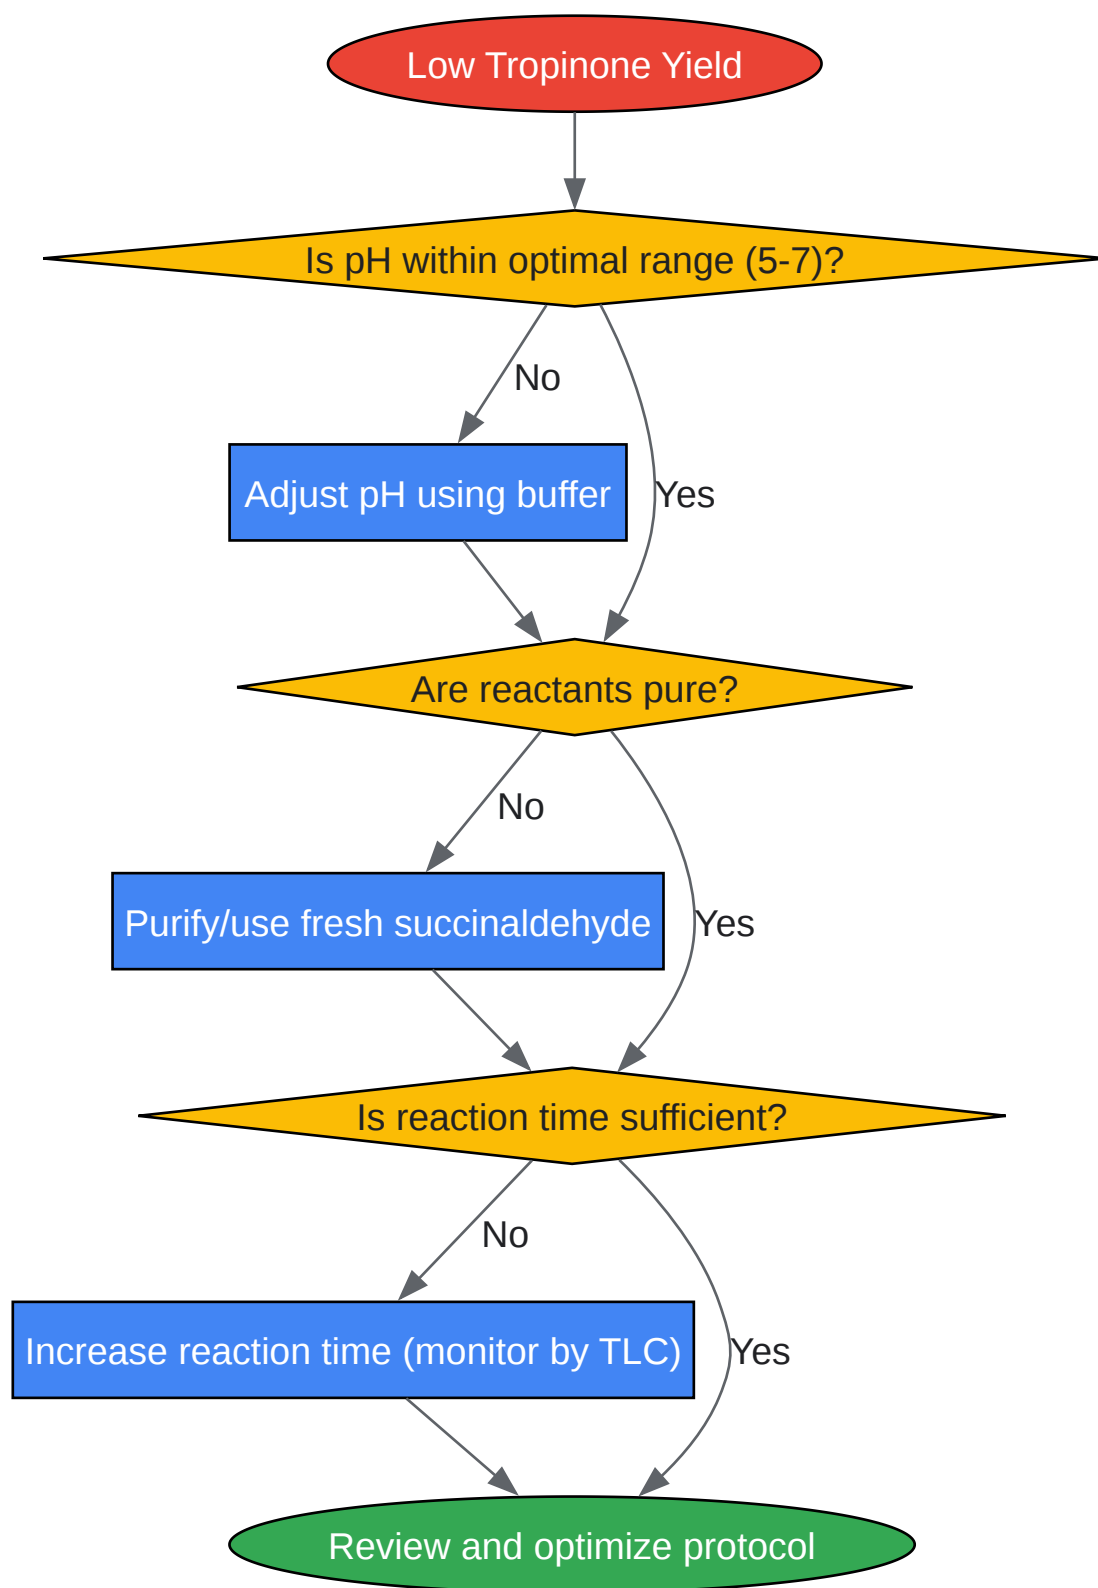 Low Tropinone Yield
Is pH within optimal range (5-7)?
No
Adjust pH using buffer
Yes
Are reactants pure?
No
Purify/use fresh succinaldehyde
Yes
Is reaction time sufficient?
No
Increase reaction time (monitor by TLC)
Yes
Review and optimize protocol